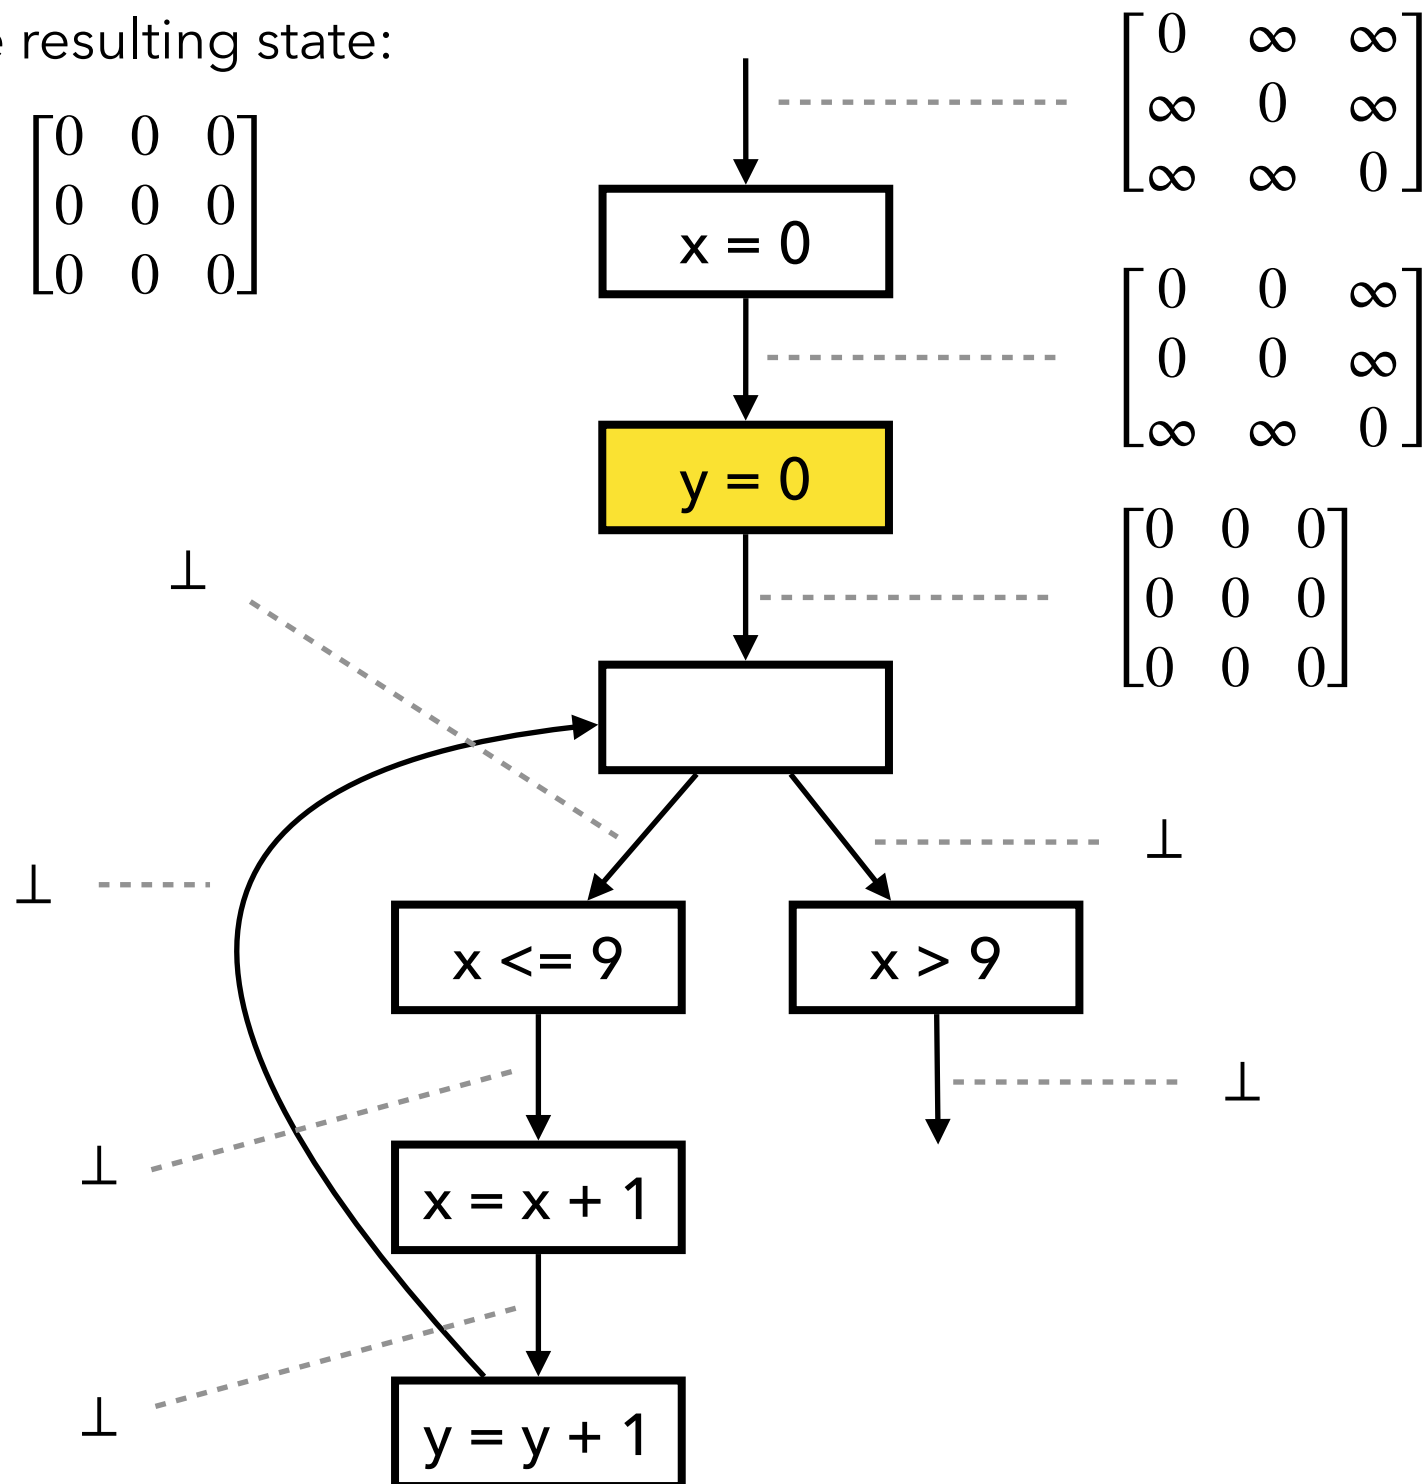 resulting state:
0 0 0
0 0 0
0 0 0
0 ∞ ∞
∞ 0 ∞
∞ ∞ 0
x = 0
0 0 ∞
0 0 ∞
∞ ∞ 0
y = 0
0 0 0
0 0 0
0 0 0
⊥
⊥
⊥
x <= 9
x > 9
⊥
⊥
x = x + 1
⊥
y = y + 1